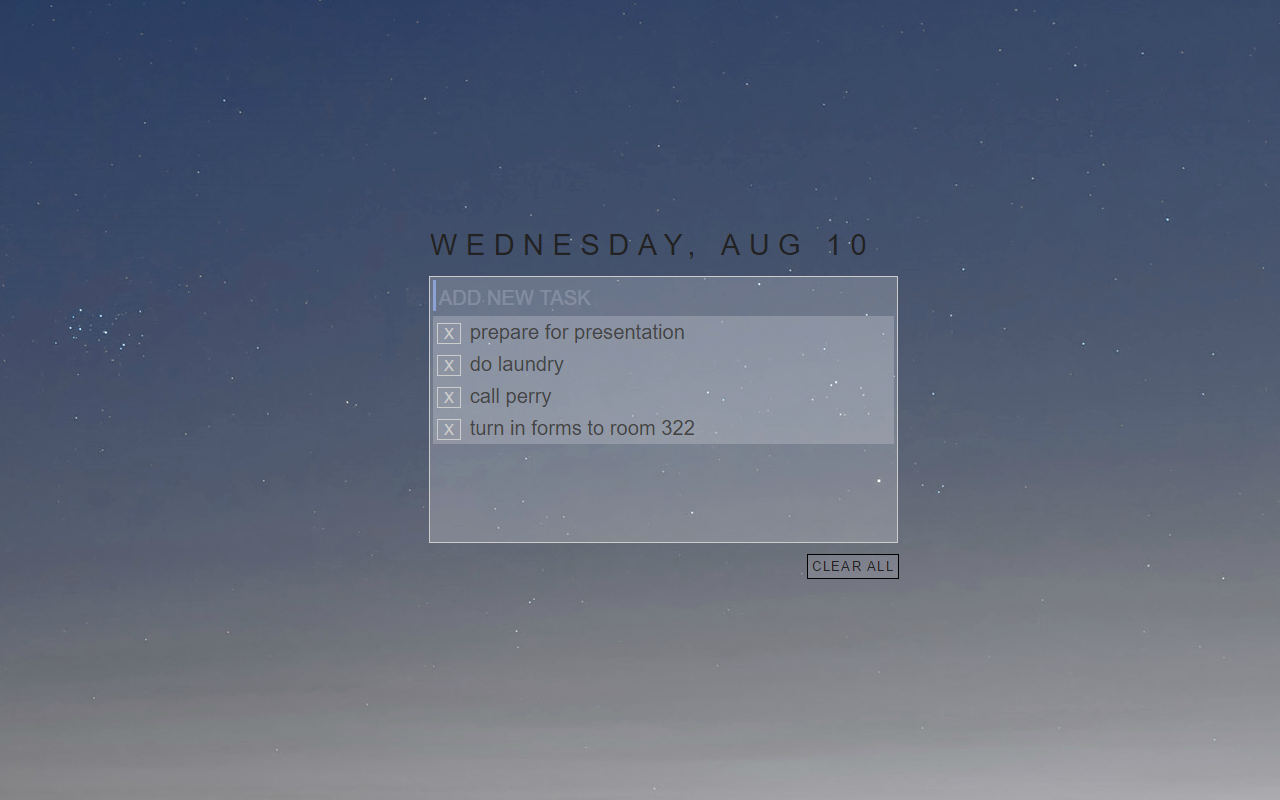 WEDNESDAY, AUG 10
ADD NEW TASK
X prepare for presentation
X do laundry
X call perry
X turn in forms to room 322
CLEAR ALL